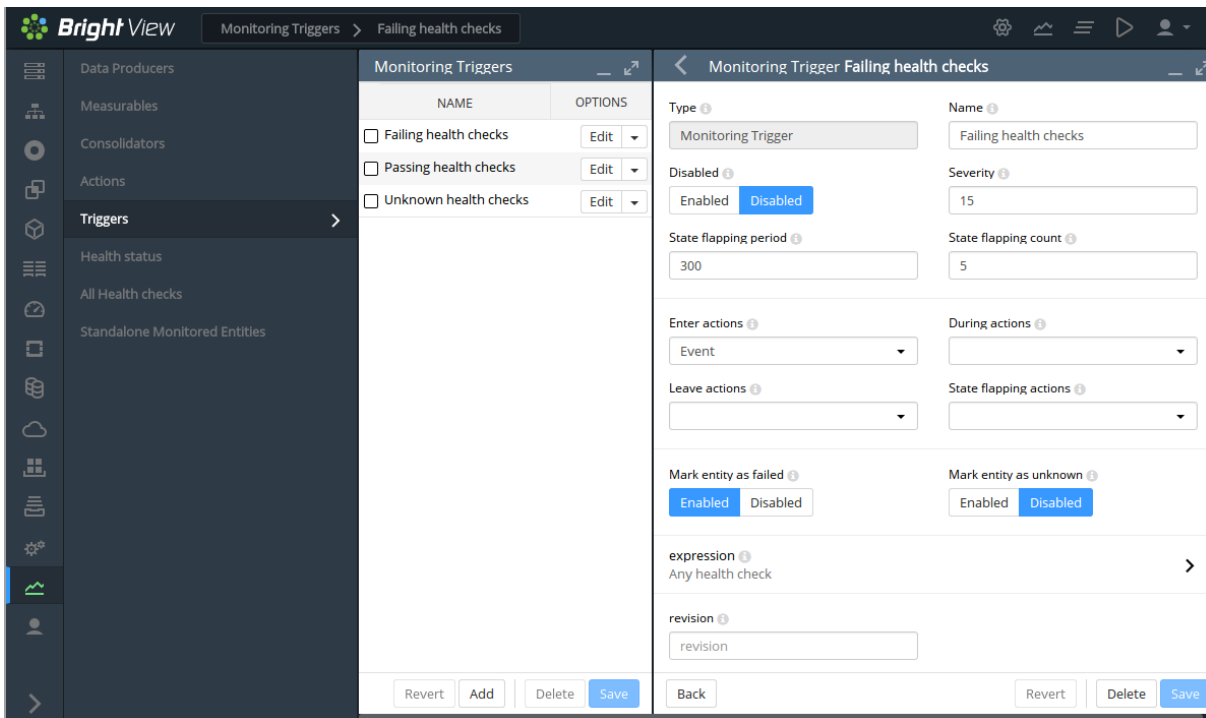 Bright View
Monitoring Triggers > Failing health checks
Data Producers
Measurables
Consolidators
Actions
Triggers
Health status
All Health checks
Standalone Monitored Entities
Monitoring Triggers
NAME OPTIONS
Failing health checks Edit
Passing health checks Edit
Unknown health checks Edit
Revert Add Delete Save
Monitoring Trigger Failing health checks
Type Name
Monitoring Trigger Failing health checks
Disabled Severity
Enabled Disabled 15
State flapping period State flapping count
300 5
Enter actions During actions
Event
Leave actions State flapping actions
Mark entity as failed Mark entity as unknown
Enabled Disabled Enabled Disabled
expression
Any health check
revision
revision
Back Revert Delete Save